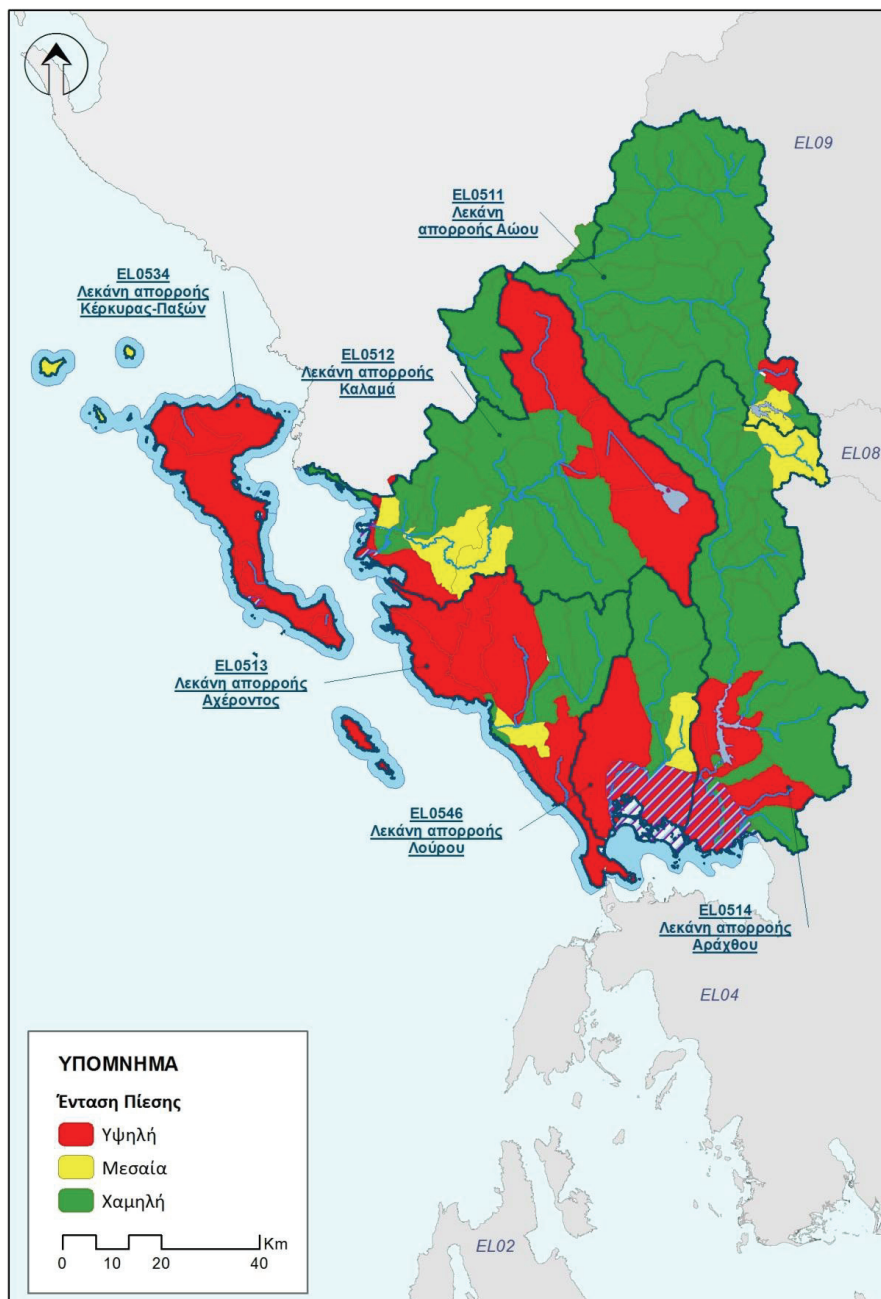 EL09
EL0511
Λεκάνη
απορροής Αώου
EL0534
Λεκάνη απορροής
Κέρκυρας-Παξών
EL0512
Λεκάνη απορροής
Καλαμά
EL08
EL0513
Λεκάνη απορροής
Αχέροντος
EL0546
Λεκάνη απορροής
Λούρου
EL0514
Λεκάνη απορροής
Αράχθου
EL04
EL02
ΥΠΟΜΝΗΜΑ
Ένταση Πίεσης
Υψηλή
Μεσαία
Χαμηλή
Km
0 10 20 40